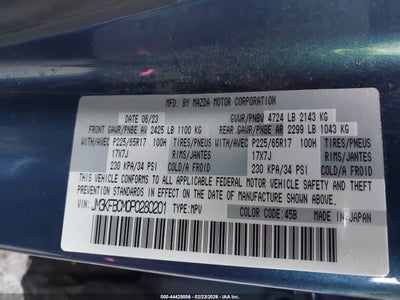 MFD. BY MAZDA MOTOR CORPORATION
DATE 06/23 GVWR/PNBV 4724 LB 2143 KG
FRONT GAWR/PNBE AV 2425 LB 1100 KG REAR GAWR/PNBE AR 2299 LB 1043 KG
WITH/AVEC P225/65R17 100H TIRES/PNEUS WITH/AVEC P225/65R17 100H TIRES/PNEUS
17X7J RIMS/JANTES 17X7J RIMS/JANTES
230 KPA/34 PSI COLD/A FROID 230 KPA/34 PSI COLD/A FROID
THIS VEHICLE CONFORMS TO ALL APPLICABLE FEDERAL MOTOR VEHICLE SAFETY
AND THEFT PREVENTION STANDARDS IN EFFECT
ON THE DATE OF MANUFACTURE SHOWN ABOVE.
VIN: JM3KFBCM0P0280201 TYPE:MPV
COLOR CODE:45B MADE IN JAPAN
000-44428056 - 02/23/2026 - IAA Inc.